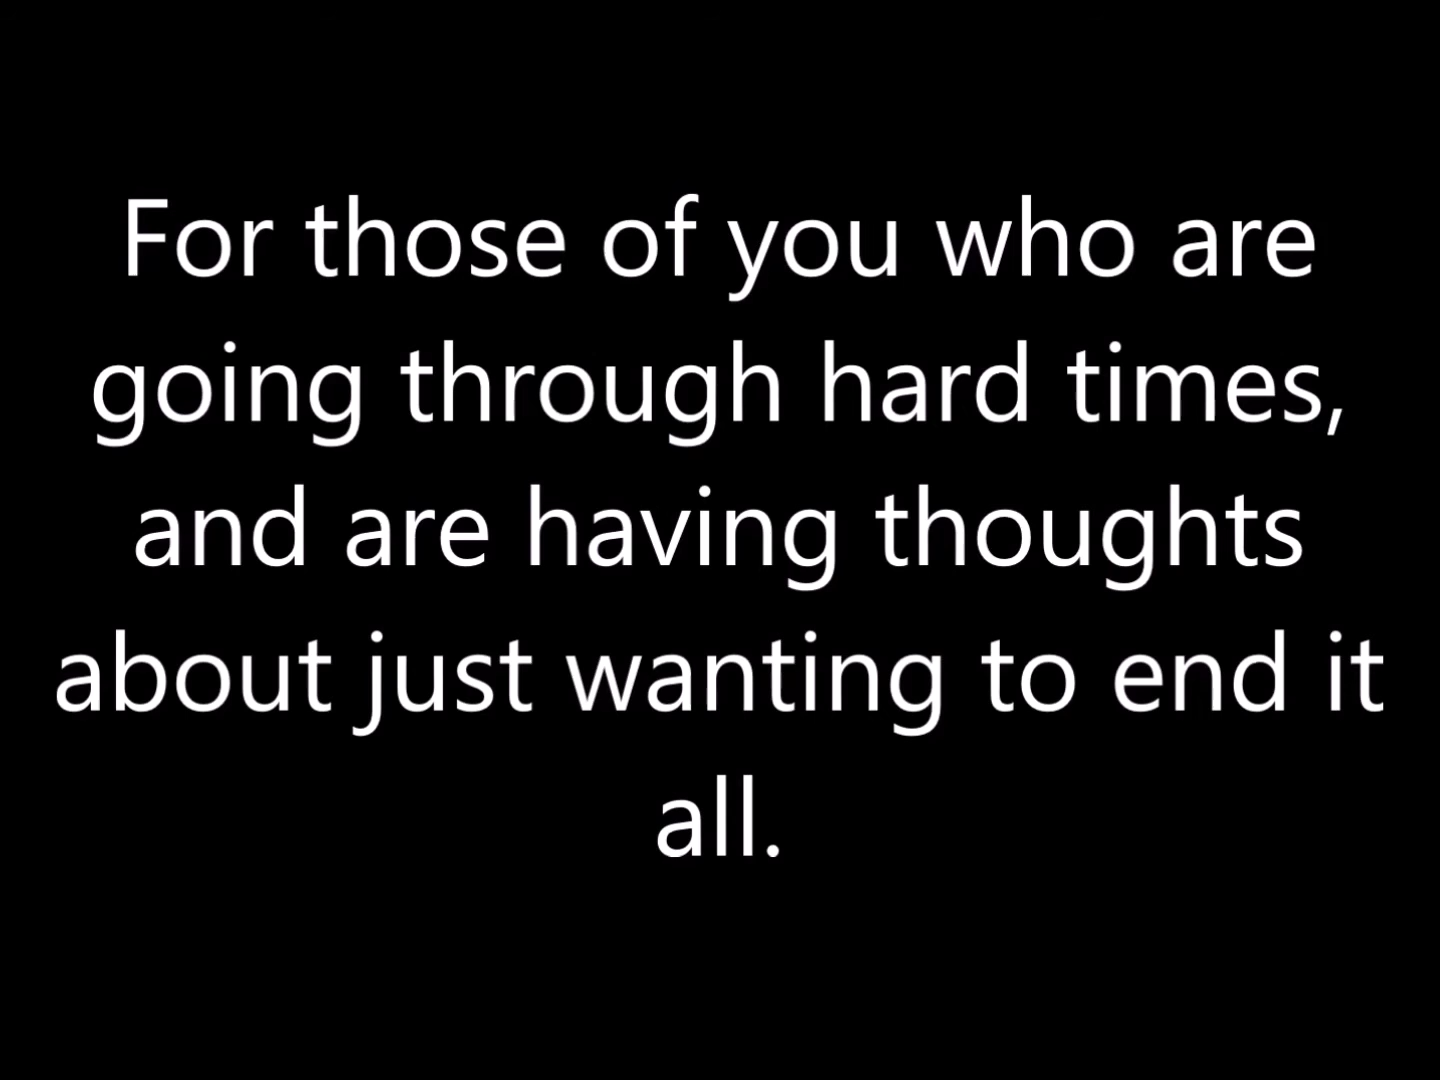 For those of you who are
going through hard times,
and are having thoughts
about just wanting to end it
all.